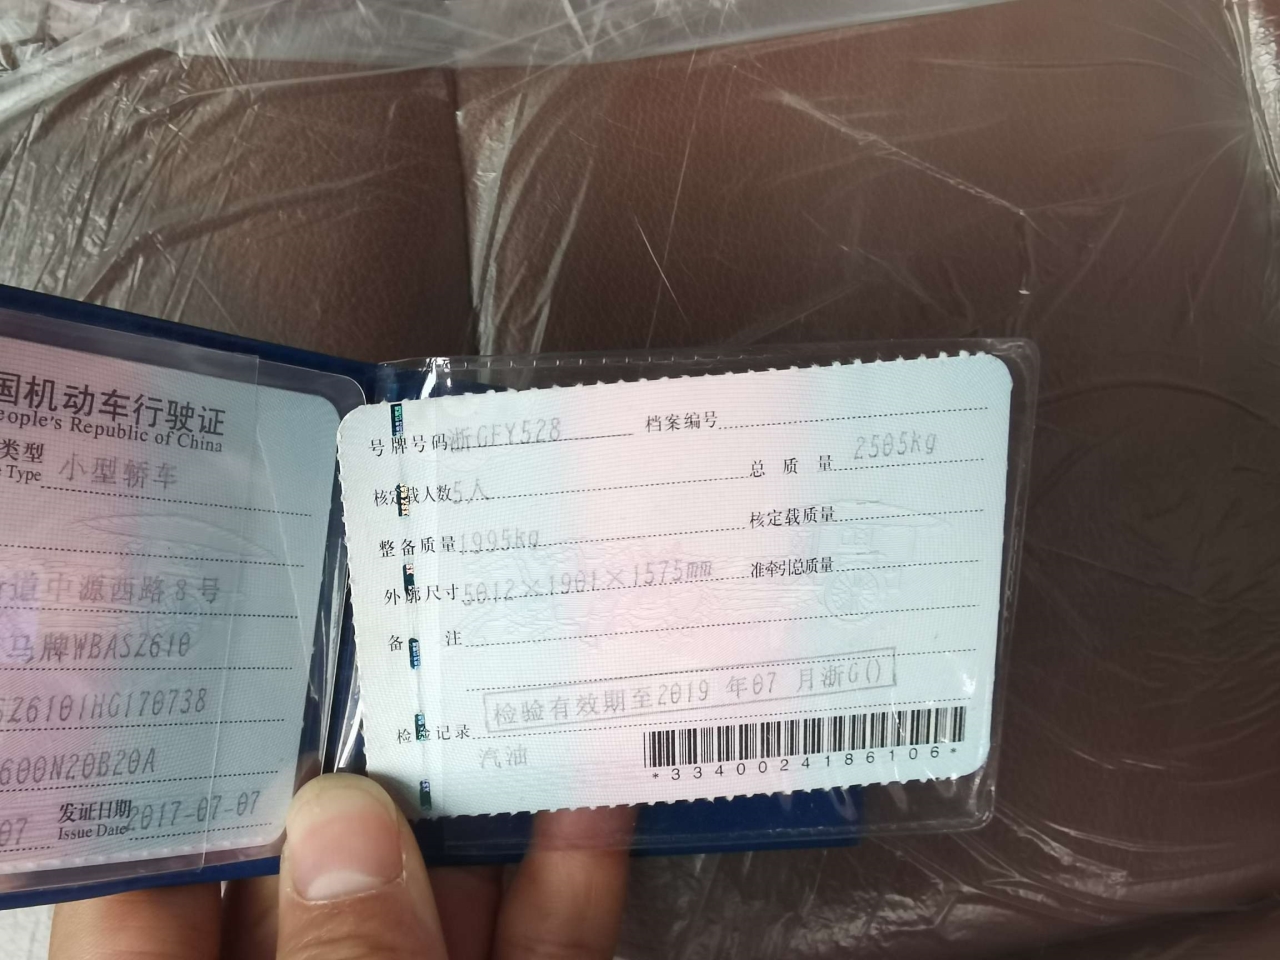 国机动车行驶证
eople's Republic of China
类型 小型轿车
e Type
道中源西路8号
马牌WBAS2610
SZ6101HG170738
600N20B20A
07 发证日期 2017-07-07
Issue Date
号牌号码 浙GFY528 档案编号
核定载人数 5人 总质量 2505kg
整备质量 1995kg 核定载质量
外廓尺寸 5012×1901×1575mm 准牵引总质量
备注
检验有效期至2019年07月浙G()
检验记录
汽油
*3340024186106*